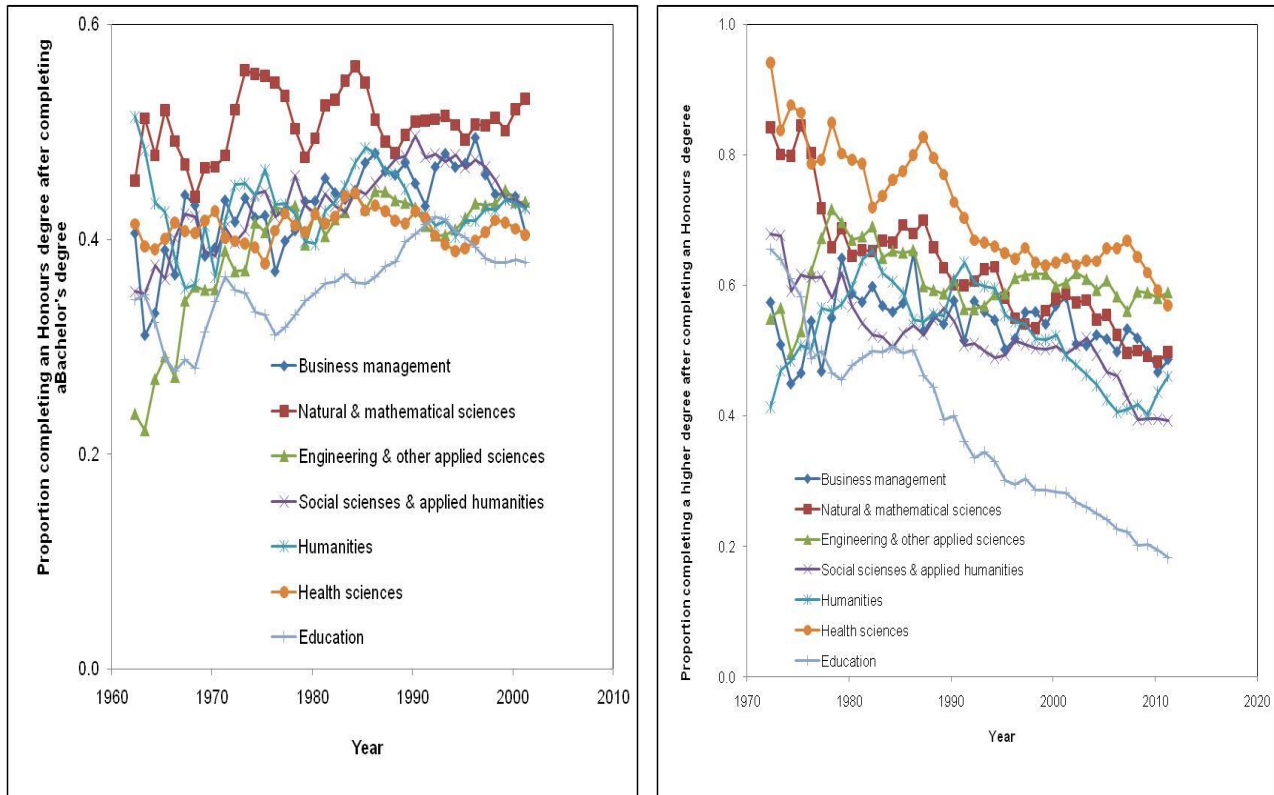 Proportion completing an Honours degree after completing
aBachelor's degree
0.6
0.4
0.2
0.0
1960
1970
1980
1990
2000
2010
Year
Business management
Natural & mathematical sciences
Engineering & other applied sciences
Social scienses & applied humanities
Humanities
Health sciences
Education
Proportion completing a higher degree after completing an Honours degeree
1.0
0.8
0.6
0.4
0.2
0.0
1970
1980
1990
2000
2010
2020
Year
Business management
Natural & mathematical sciences
Engineering & other applied sciences
Social scienses & applied humanities
Humanities
Health sciences
Education